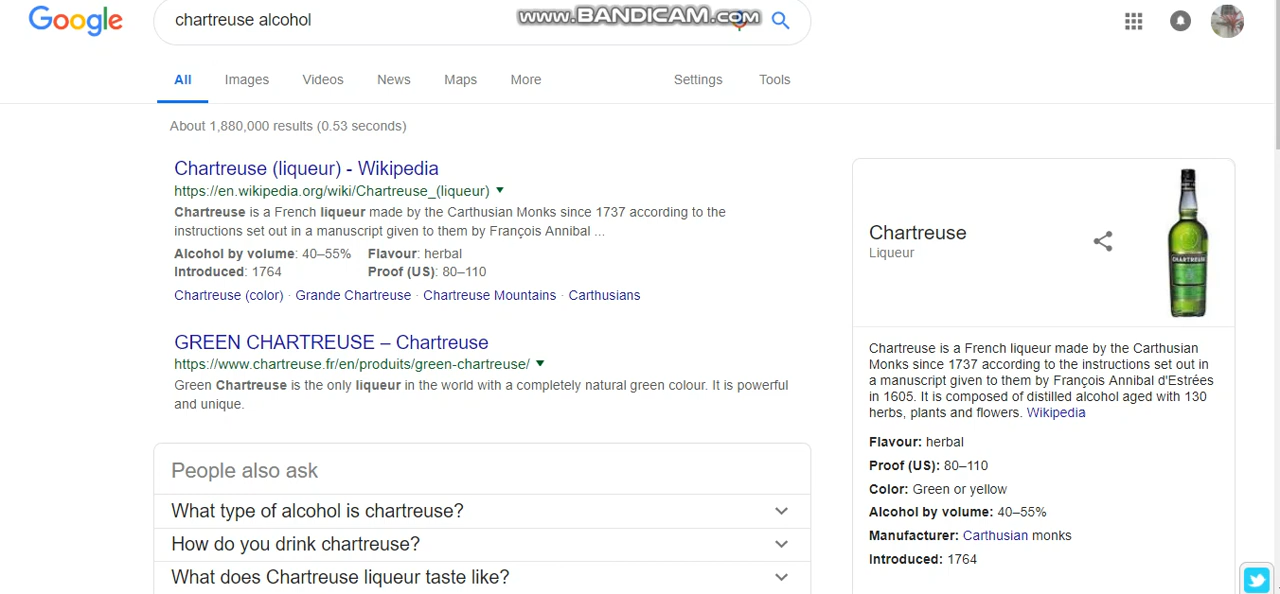 Google
chartreuse alcohol
www.BANDICAM.com
All Images Videos News Maps More Settings Tools
About 1,880,000 results (0.53 seconds)
Chartreuse (liqueur) - Wikipedia
https://en.wikipedia.org/wiki/Chartreuse_(liqueur)
Chartreuse is a French liqueur made by the Carthusian Monks since 1737 according to the
instructions set out in a manuscript given to them by François Annibal ...
Alcohol by volume: 40–55% Flavour: herbal
Introduced: 1764 Proof (US): 80–110
Chartreuse (color) · Grande Chartreuse · Chartreuse Mountains · Carthusians
GREEN CHARTREUSE – Chartreuse
https://www.chartreuse.fr/en/produits/green-chartreuse/
Green Chartreuse is the only liqueur in the world with a completely natural green colour. It is powerful
and unique.
People also ask
What type of alcohol is chartreuse?
How do you drink chartreuse?
What does Chartreuse liqueur taste like?
Chartreuse
Liqueur
CHARTREUSE
Chartreuse is a French liqueur made by the Carthusian
Monks since 1737 according to the instructions set out in
a manuscript given to them by François Annibal d'Estrées
in 1605. It is composed of distilled alcohol aged with 130
herbs, plants and flowers. Wikipedia
Flavour: herbal
Proof (US): 80–110
Color: Green or yellow
Alcohol by volume: 40–55%
Manufacturer: Carthusian monks
Introduced: 1764